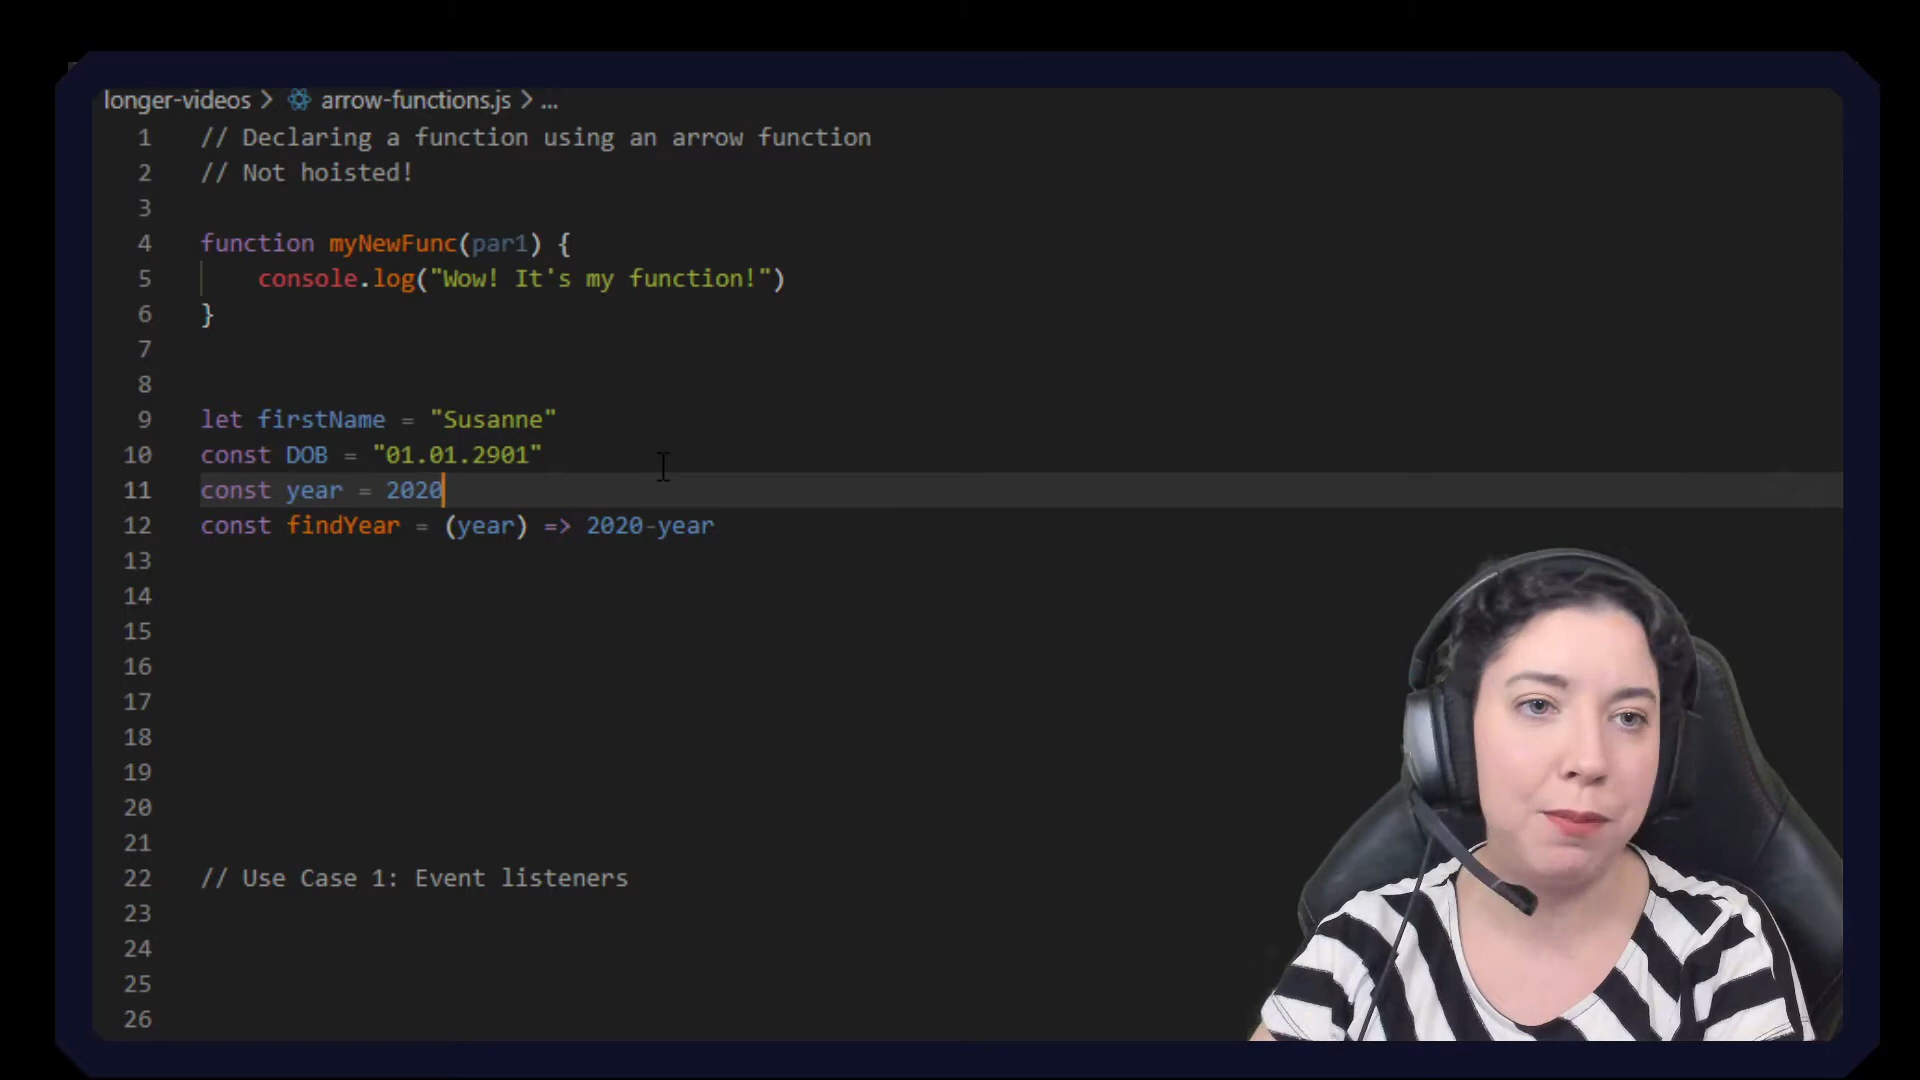 longer-videos > arrow-functions.js > ...
1 // Declaring a function using an arrow function
2 // Not hoisted!
3
4 function myNewFunc(par1) {
5 console.log("Wow! It's my function!")
6 }
7
8
9 let firstName = "Susanne"
10 const DOB = "01.01.2901"
11 const year = 2020
12 const findYear = (year) => 2020-year
13
14
15
16
17
18
19
20
21
22 // Use Case 1: Event listeners
23
24
25
26